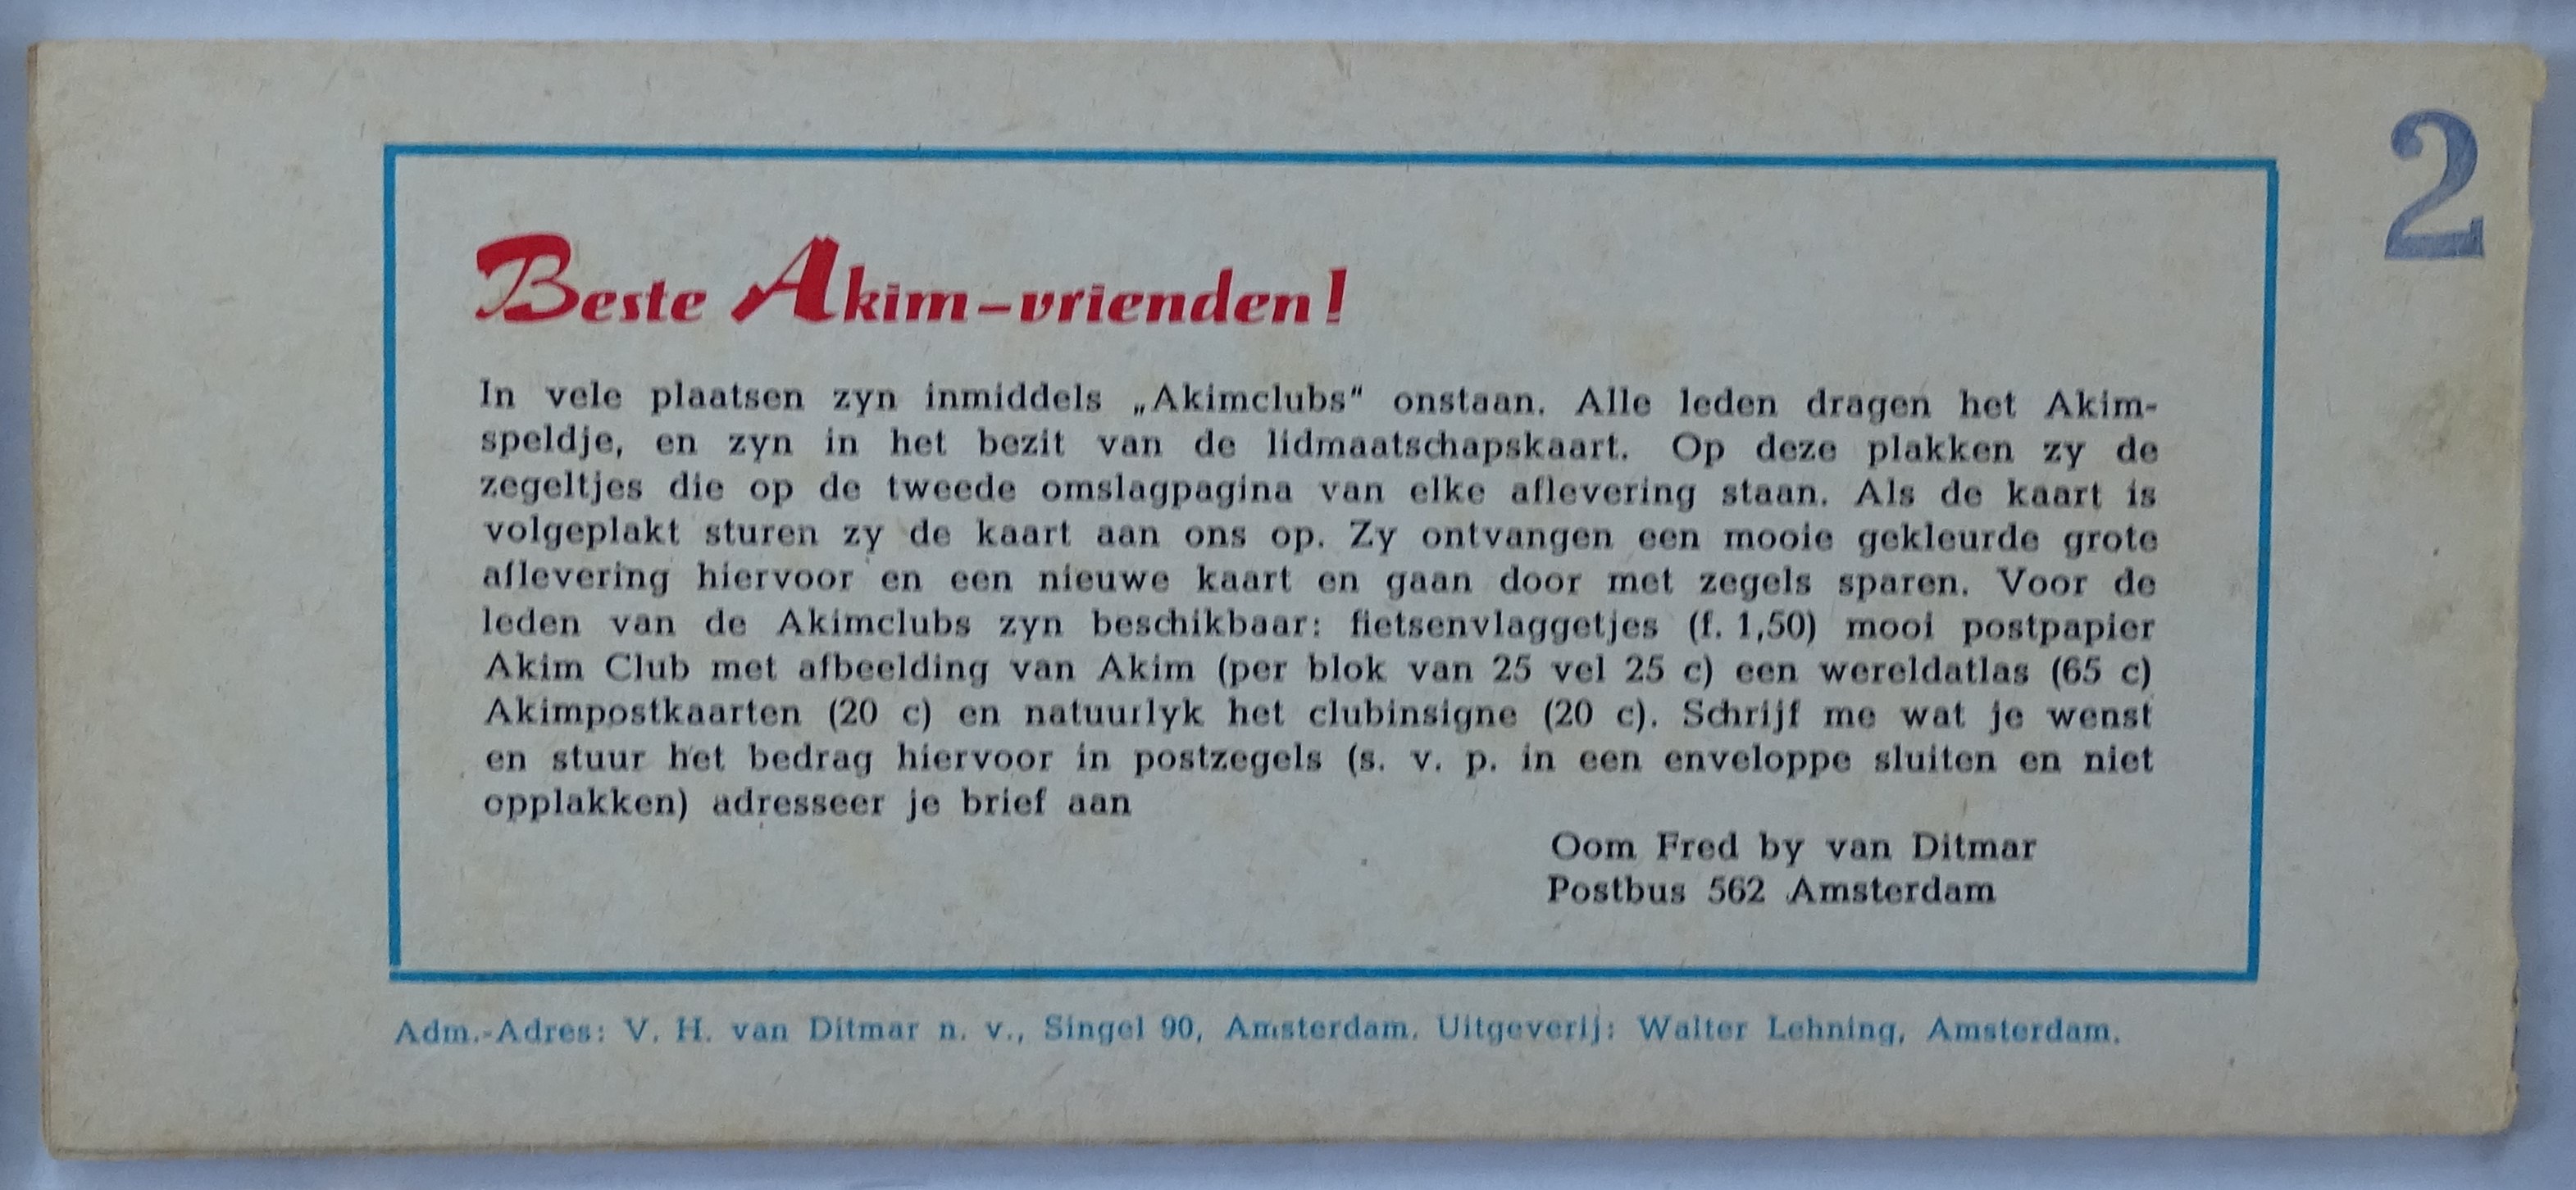 2
Beste Akim-vrienden!
In vele plaatsen zyn inmiddels „Akimclubs“ onstaan. Alle leden dragen het Akim-
speldje, en zyn in het bezit van de lidmaatschapskaart. Op deze plakken zy de
zegeltjes die op de tweede omslagpagina van elke aflevering staan. Als de kaart is
volgeplakt sturen zy de kaart aan ons op. Zy ontvangen een mooie gekleurde grote
aflevering hiervoor en een nieuwe kaart en gaan door met zegels sparen. Voor de
leden van de Akimclubs zyn beschikbaar: fietsenvlaggetjes (f. 1,50) mooi postpapier
Akim Club met afbeelding van Akim (per blok van 25 vel 25 c) een wereldatlas (65 c)
Akimpostkaarten (20 c) en natuurlyk het clubinsigne (20 c). Schrijf me wat je wenst
en stuur het bedrag hiervoor in postzegels (s. v. p. in een enveloppe sluiten en niet
opplakken) adresseer je brief aan
Oom Fred by van Ditmar
Postbus 562 Amsterdam
Adm.-Adres: V. H. van Ditmar n. v., Singel 90, Amsterdam. Uitgeverij: Walter Lehning, Amsterdam.